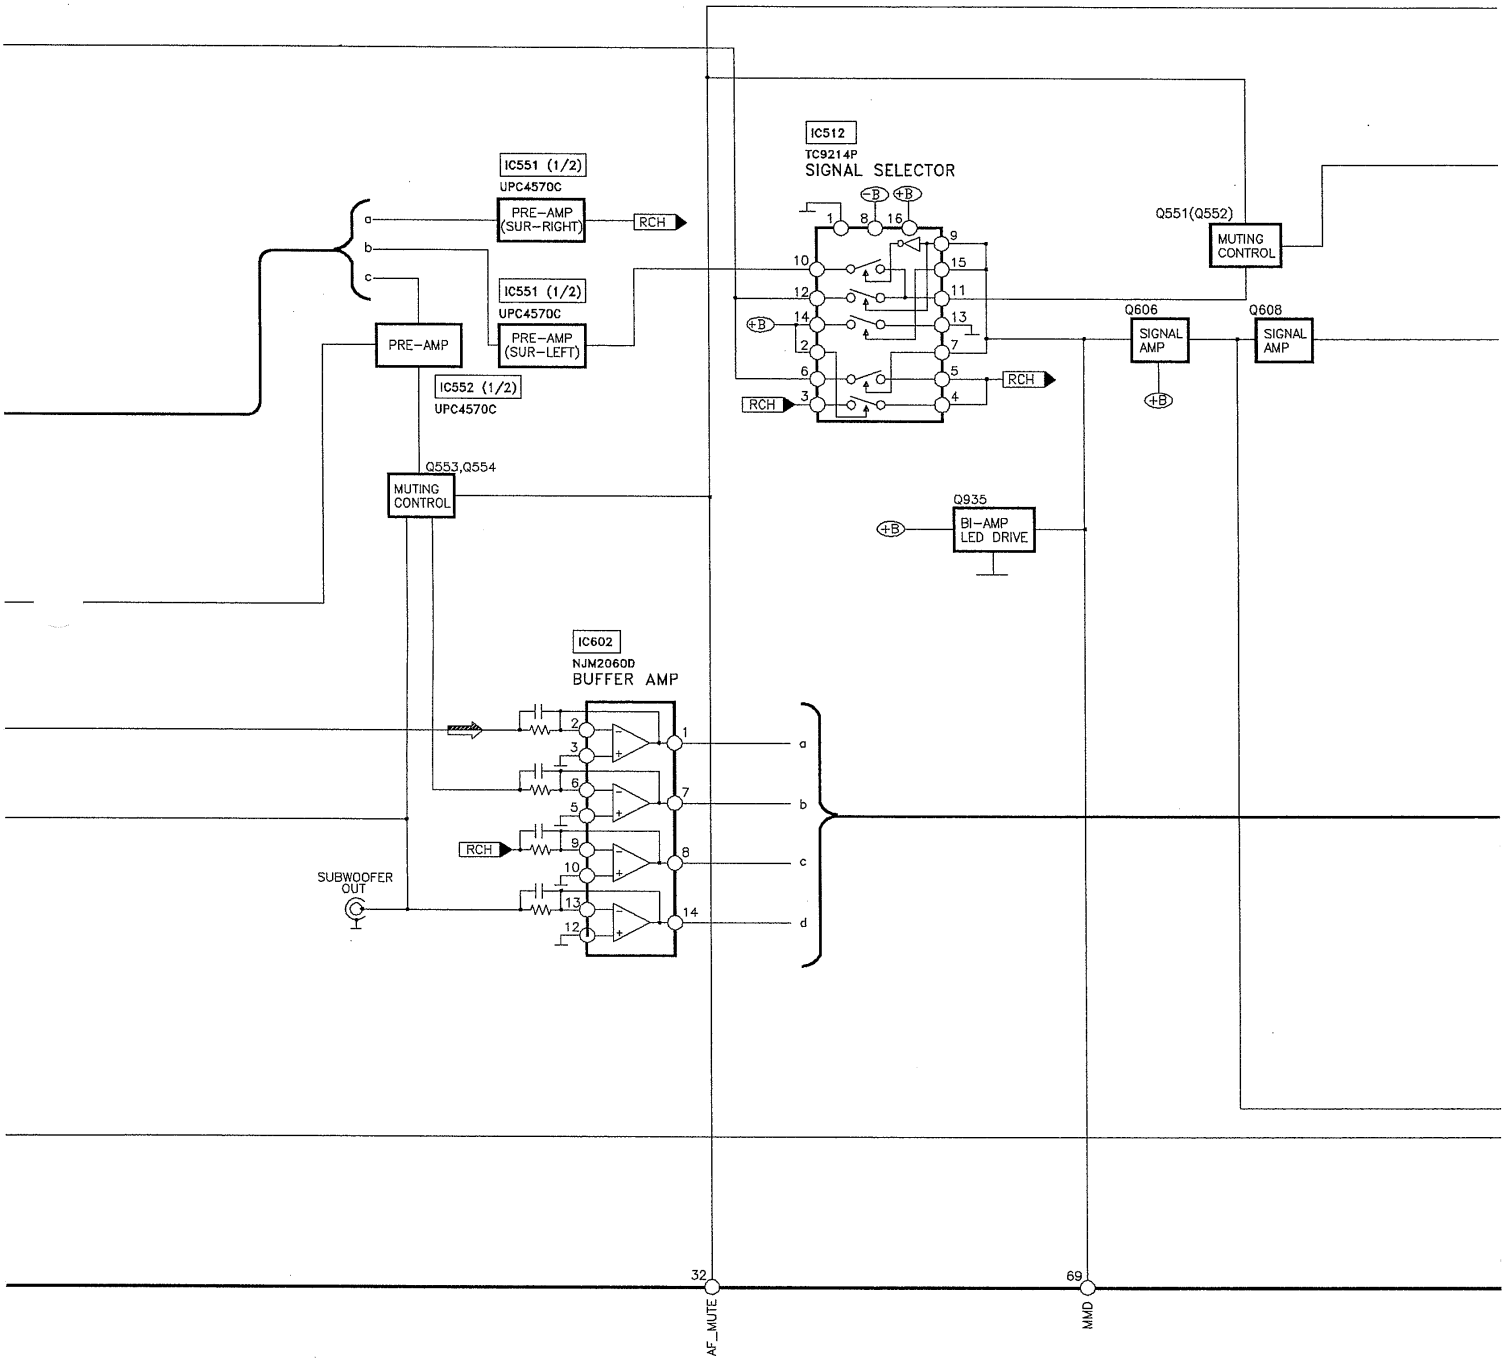 IC512
TC9214P
SIGNAL SELECTOR
-B
+B
1
8
16
9
10
15
12
11
+B
14
13
2
7
6
5
RCH
RCH
3
4
IC551 (1/2)
UPC4570C
PRE-AMP
(SUR-RIGHT)
RCH
a
b
c
IC551 (1/2)
UPC4570C
PRE-AMP
(SUR-LEFT)
PRE-AMP
IC552 (1/2)
UPC4570C
Q551(Q552)
MUTING
CONTROL
Q606
SIGNAL
AMP
+B
Q608
SIGNAL
AMP
Q553,Q554
MUTING
CONTROL
Q935
+B
BI-AMP
LED DRIVE
IC602
NJM2060D
BUFFER AMP
2
1
a
3
6
7
b
5
RCH
9
8
c
10
SUBWOOFER
OUT
13
14
d
12
32
AF_MUTE
69
MMD